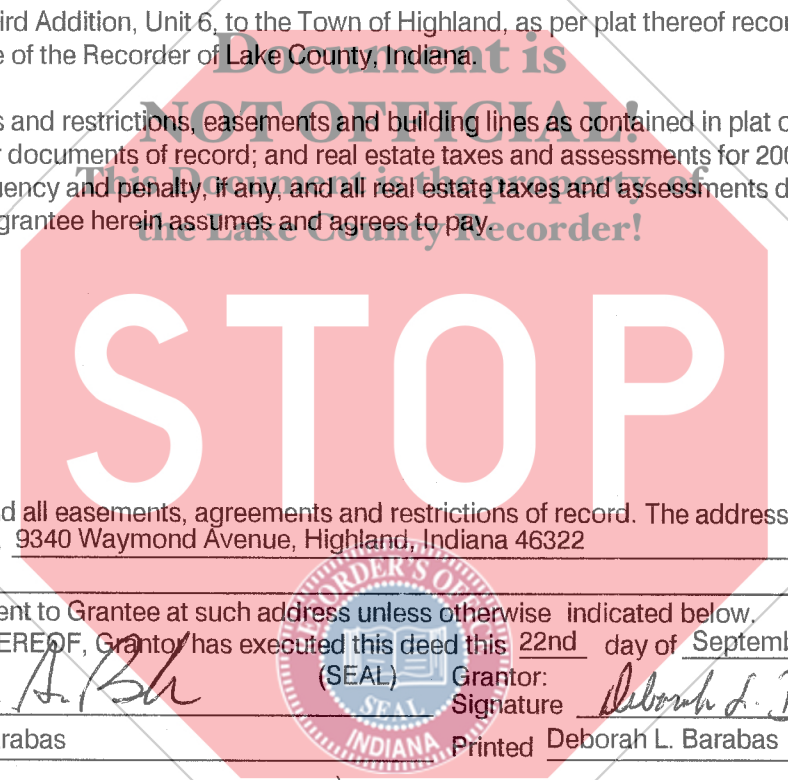 ird Addition, Unit 6, to the Town of Highland, as per plat thereof recor
Document is
e of the Recorder of Lake County, Indiana.
NOT OFFICIAL!
s and restrictions, easements and building lines as contained in plat o
r documents of record; and real estate taxes and assessments for 200
This Document is the property of
uency and penalty, if any, and all real estate taxes and assessments d
grantee herein assumes and agrees to pay.
the Lake County Recorder!
STOP
d all easements, agreements and restrictions of record. The address
9340 Waymond Avenue, Highland, Indiana 46322
RECORDER'S OFFICE
ent to Grantee at such address unless otherwise indicated below.
EREOF, Grantor has executed this deed this 22nd day of Septemb
(SEAL) Grantor:
Signature Deborah L.
SEAL
INDIANA
rabas
Printed Deborah L. Barabas